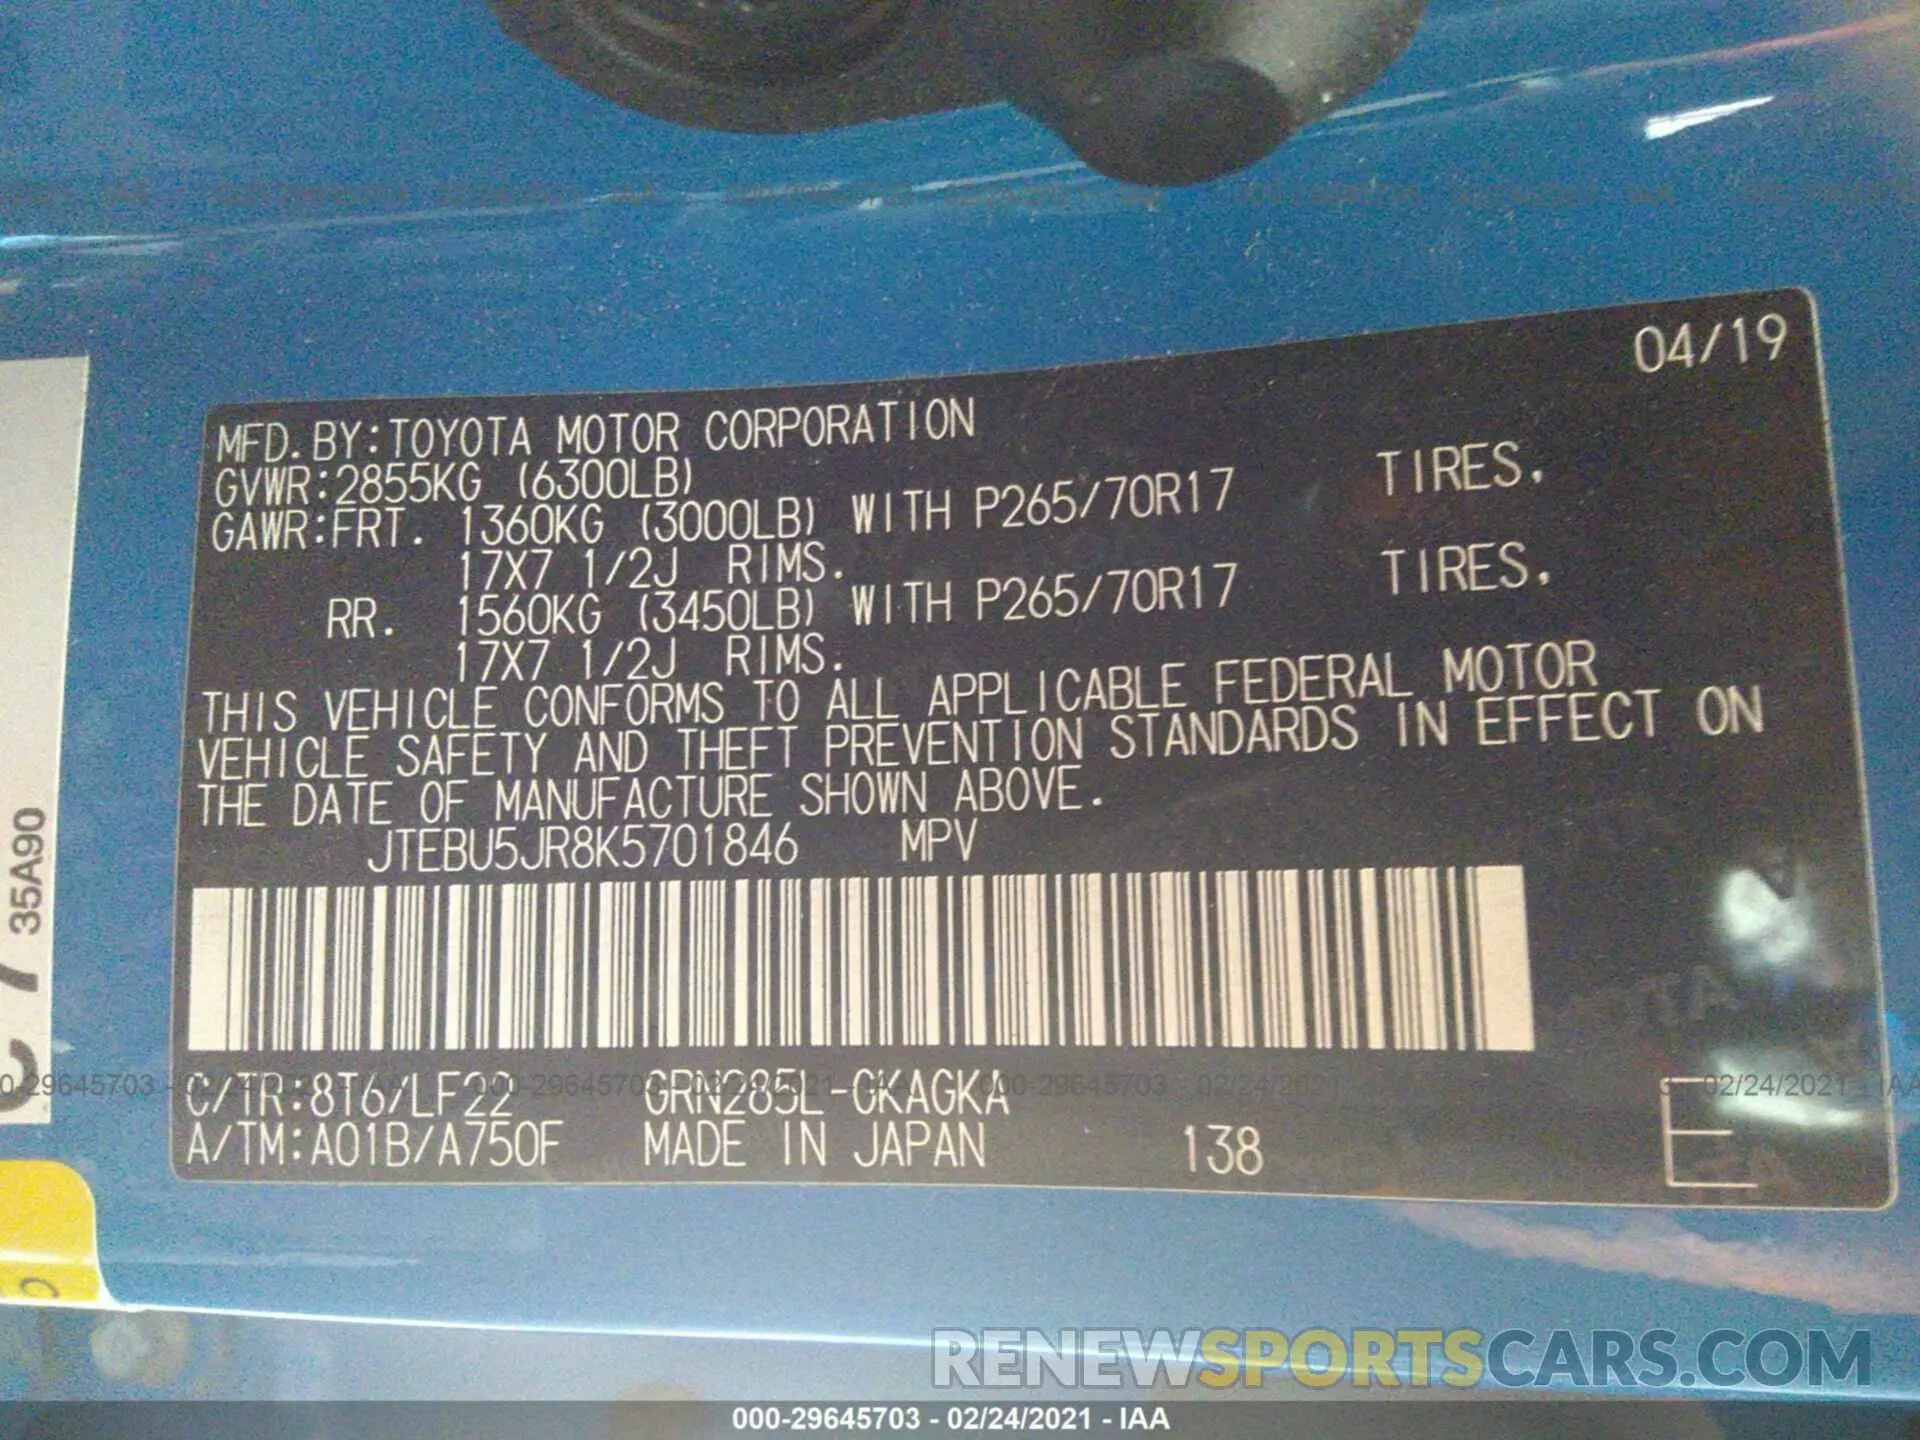 04/19
MFD. BY:TOYOTA MOTOR CORPORATION
GVWR:2855KG (6300LB)
GAWR:FRT. 1360KG (3000LB) WITH P265/70R17 TIRES,
17X7 1/2J RIMS.
RR. 1560KG (3450LB) WITH P265/70R17 TIRES,
17X7 1/2J RIMS.
THIS VEHICLE CONFORMS TO ALL APPLICABLE FEDERAL MOTOR
VEHICLE SAFETY AND THEFT PREVENTION STANDARDS IN EFFECT ON
THE DATE OF MANUFACTURE SHOWN ABOVE.
JTEBU5JR8K5701846 MPV
C/TR:8T6/LF22 GRN285L-GKAGKA
A/TM:A01B/A750F MADE IN JAPAN 138 E
35A90
RENEWSPORTSCARS.COM
000-29645703 - 02/24/2021 - IAA